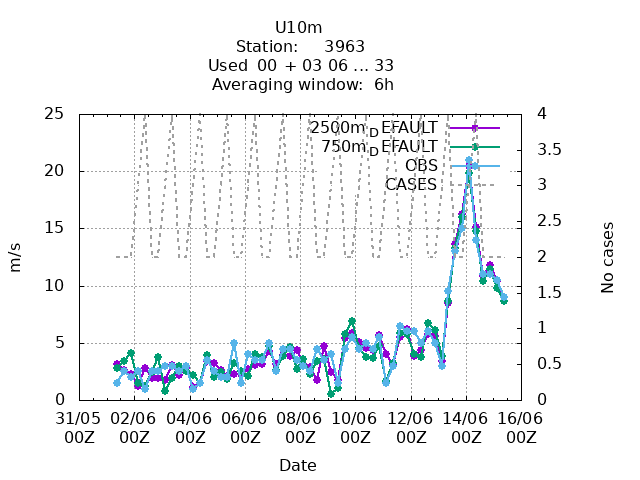 U10m
Station:     3963
Used  00 + 03 06 ... 33
Averaging window:  6h
2500m_DEFAULT
750m_DEFAULT
OBS
CASES
m/s
25
20
15
10
5
0
No cases
4
3.5
3
2.5
2
1.5
1
0.5
0
31/05 02/06 04/06 06/06 08/06 10/06 12/06 14/06 16/06
00Z 00Z 00Z 00Z 00Z 00Z 00Z 00Z 00Z
Date